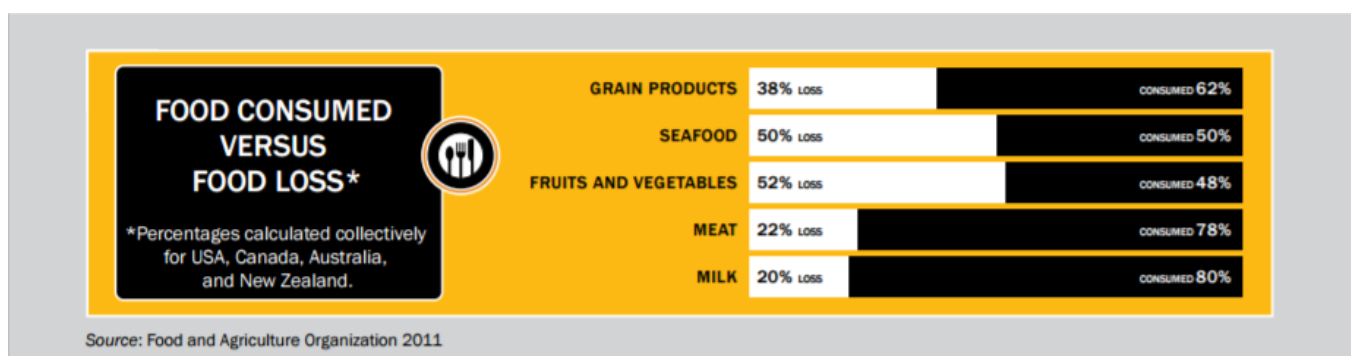 FOOD CONSUMED
VERSUS
FOOD LOSS*
*Percentages calculated collectively
for USA, Canada, Australia,
and New Zealand.
GRAIN PRODUCTS 38% LOSS CONSUMED 62%
SEAFOOD 50% LOSS CONSUMED 50%
FRUITS AND VEGETABLES 52% LOSS CONSUMED 48%
MEAT 22% LOSS CONSUMED 78%
MILK 20% LOSS CONSUMED 80%
Source: Food and Agriculture Organization 2011